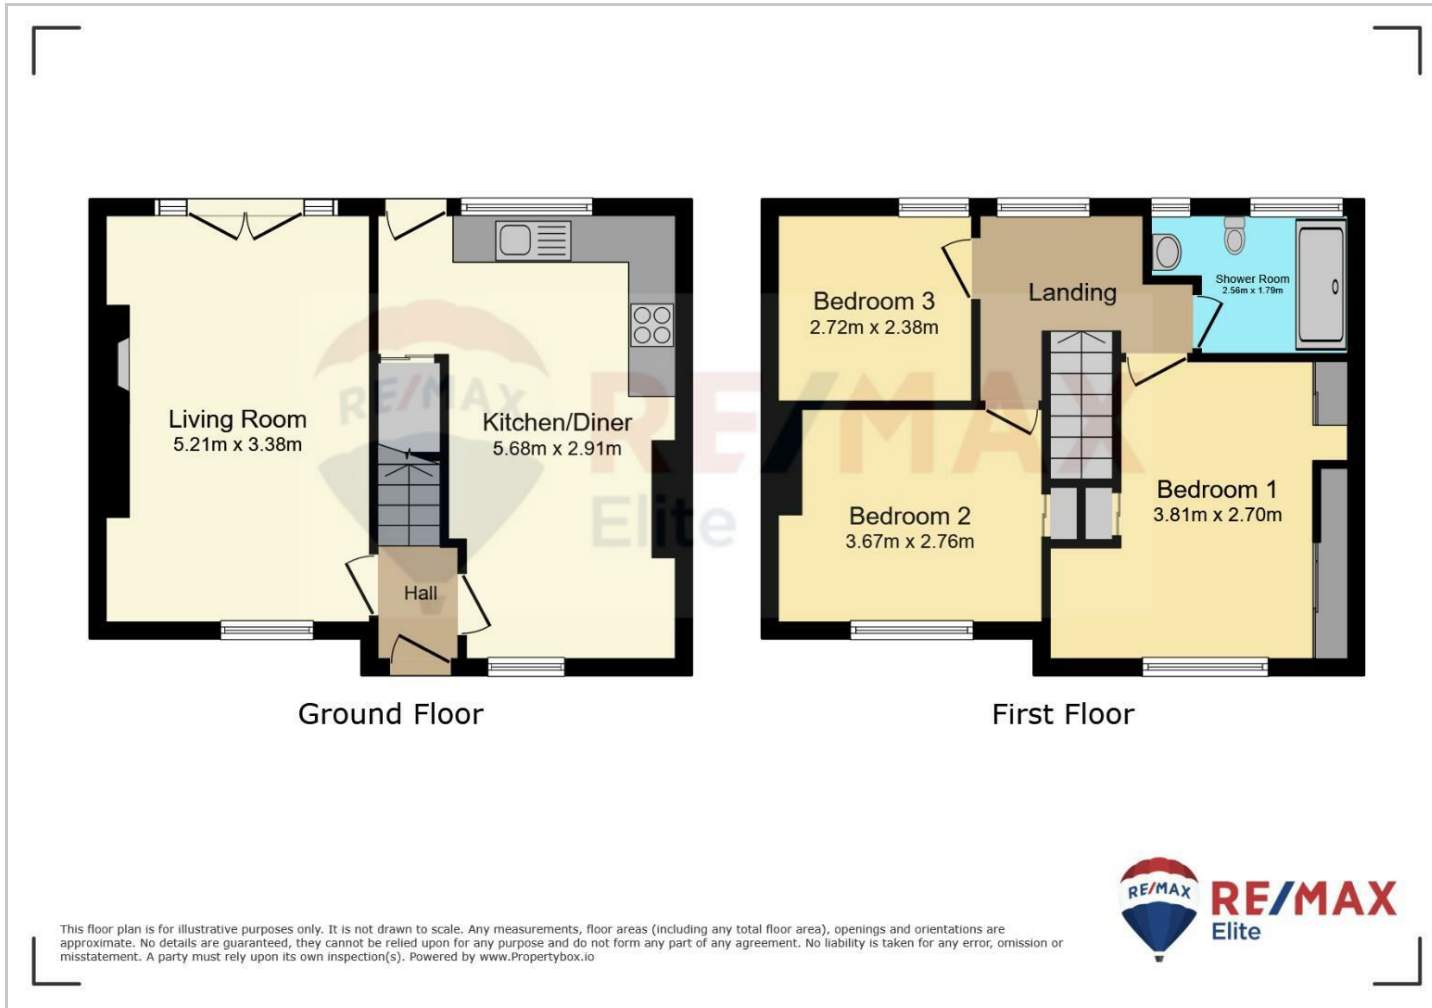 Living Room
5.21m x 3.38m
Kitchen/Diner
5.68m x 2.91m
Hall
Ground Floor
Bedroom 3
2.72m x 2.38m
Landing
Shower Room
2.56m x 1.79m
Bedroom 2
3.67m x 2.76m
Bedroom 1
3.81m x 2.70m
First Floor
RE/MAX
RE/MAX
Elite
This floor plan is for illustrative purposes only. It is not drawn to scale. Any measurements, floor areas (including any total floor area), openings and orientations are
approximate. No details are guaranteed, they cannot be relied upon for any purpose and do not form any part of any agreement. No liability is taken for any error, omission or
misstatement. A party must rely upon its own inspection(s). Powered by www.Propertybox.io
RE/MAX
RE/MAX
Elite